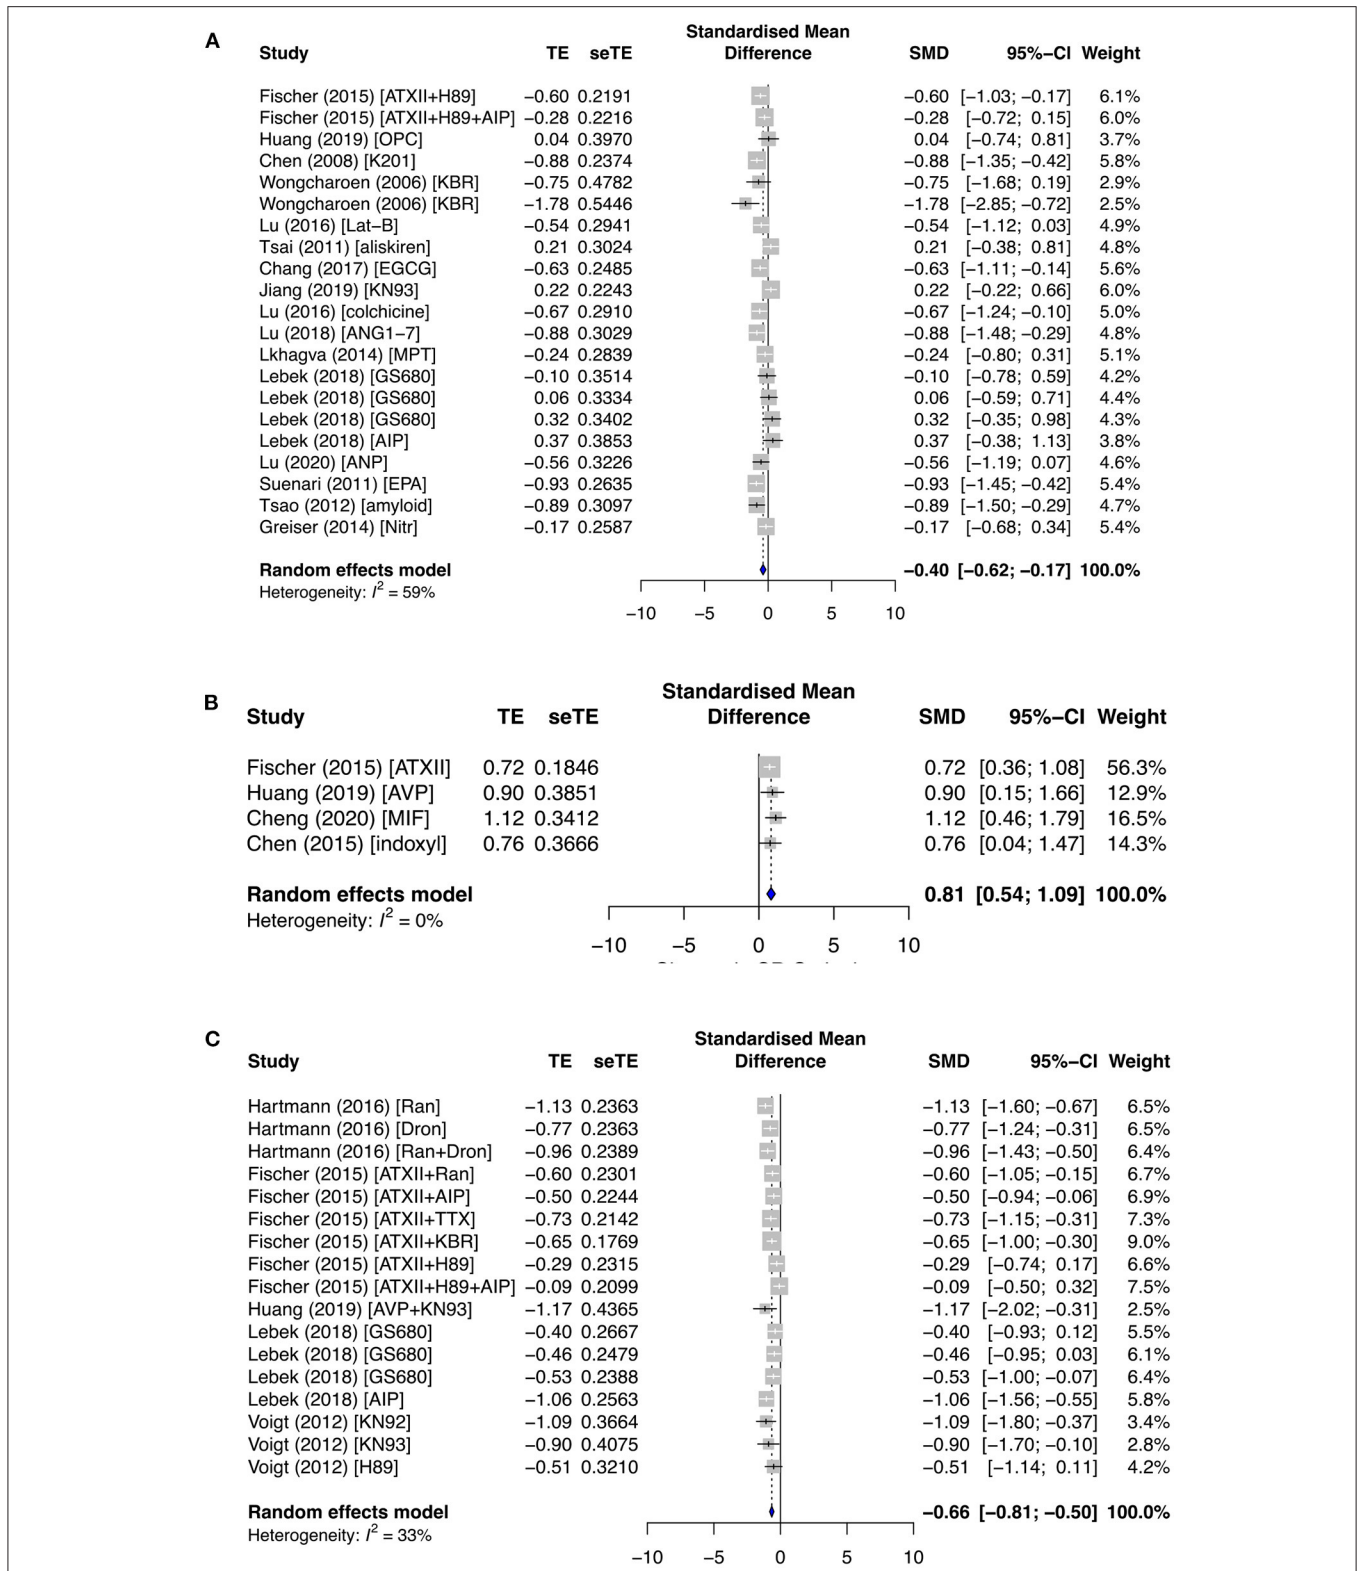 A
Standardised Mean
Study TE seTE Difference SMD 95%−CI Weight
Fischer (2015) [ATXII+H89] −0.60 0.2191 −0.60 [−1.03; −0.17] 6.1%
Fischer (2015) [ATXII+H89+AIP] −0.28 0.2216 −0.28 [−0.72; 0.15] 6.0%
Huang (2019) [OPC] 0.04 0.3970 0.04 [−0.74; 0.81] 3.7%
Chen (2008) [K201] −0.88 0.2374 −0.88 [−1.35; −0.42] 5.8%
Wongcharoen (2006) [KBR] −0.75 0.4782 −0.75 [−1.68; 0.19] 2.9%
Wongcharoen (2006) [KBR] −1.78 0.5446 −1.78 [−2.85; −0.72] 2.5%
Lu (2016) [Lat−B] −0.54 0.2941 −0.54 [−1.12; 0.03] 4.9%
Tsai (2011) [aliskiren] 0.21 0.3024 0.21 [−0.38; 0.81] 4.8%
Chang (2017) [EGCG] −0.63 0.2485 −0.63 [−1.11; −0.14] 5.6%
Jiang (2019) [KN93] 0.22 0.2243 0.22 [−0.22; 0.66] 6.0%
Lu (2016) [colchicine] −0.67 0.2910 −0.67 [−1.24; −0.10] 5.0%
Lu (2018) [ANG1−7] −0.88 0.3029 −0.88 [−1.48; −0.29] 4.8%
Lkhagva (2014) [MPT] −0.24 0.2839 −0.24 [−0.80; 0.31] 5.1%
Lebek (2018) [GS680] −0.10 0.3514 −0.10 [−0.78; 0.59] 4.2%
Lebek (2018) [GS680] 0.06 0.3334 0.06 [−0.59; 0.71] 4.4%
Lebek (2018) [GS680] 0.32 0.3402 0.32 [−0.35; 0.98] 4.3%
Lebek (2018) [AIP] 0.37 0.3853 0.37 [−0.38; 1.13] 3.8%
Lu (2020) [ANP] −0.56 0.3226 −0.56 [−1.19; 0.07] 4.6%
Suenari (2011) [EPA] −0.93 0.2635 −0.93 [−1.45; −0.42] 5.4%
Tsao (2012) [amyloid] −0.89 0.3097 −0.89 [−1.50; −0.29] 4.7%
Greiser (2014) [Nitr] −0.17 0.2587 −0.17 [−0.68; 0.34] 5.4%
Random effects model −0.40 [−0.62; −0.17] 100.0%
Heterogeneity: I² = 59%
−10 −5 0 5 10
B
Standardised Mean
Study TE seTE Difference SMD 95%−CI Weight
Fischer (2015) [ATXII] 0.72 0.1846 0.72 [0.36; 1.08] 56.3%
Huang (2019) [AVP] 0.90 0.3851 0.90 [0.15; 1.66] 12.9%
Cheng (2020) [MIF] 1.12 0.3412 1.12 [0.46; 1.79] 16.5%
Chen (2015) [indoxyl] 0.76 0.3666 0.76 [0.04; 1.47] 14.3%
Random effects model 0.81 [0.54; 1.09] 100.0%
Heterogeneity: I² = 0%
−10 −5 0 5 10
C
Standardised Mean
Study TE seTE Difference SMD 95%−CI Weight
Hartmann (2016) [Ran] −1.13 0.2363 −1.13 [−1.60; −0.67] 6.5%
Hartmann (2016) [Dron] −0.77 0.2363 −0.77 [−1.24; −0.31] 6.5%
Hartmann (2016) [Ran+Dron] −0.96 0.2389 −0.96 [−1.43; −0.50] 6.4%
Fischer (2015) [ATXII+Ran] −0.60 0.2301 −0.60 [−1.05; −0.15] 6.7%
Fischer (2015) [ATXII+AIP] −0.50 0.2244 −0.50 [−0.94; −0.06] 6.9%
Fischer (2015) [ATXII+TTX] −0.73 0.2142 −0.73 [−1.15; −0.31] 7.3%
Fischer (2015) [ATXII+KBR] −0.65 0.1769 −0.65 [−1.00; −0.30] 9.0%
Fischer (2015) [ATXII+H89] −0.29 0.2315 −0.29 [−0.74; 0.17] 6.6%
Fischer (2015) [ATXII+H89+AIP] −0.09 0.2099 −0.09 [−0.50; 0.32] 7.5%
Huang (2019) [AVP+KN93] −1.17 0.4365 −1.17 [−2.02; −0.31] 2.5%
Lebek (2018) [GS680] −0.40 0.2667 −0.40 [−0.93; 0.12] 5.5%
Lebek (2018) [GS680] −0.46 0.2479 −0.46 [−0.95; 0.03] 6.1%
Lebek (2018) [GS680] −0.53 0.2388 −0.53 [−1.00; −0.07] 6.4%
Lebek (2018) [AIP] −1.06 0.2563 −1.06 [−1.56; −0.55] 5.8%
Voigt (2012) [KN92] −1.09 0.3664 −1.09 [−1.80; −0.37] 3.4%
Voigt (2012) [KN93] −0.90 0.4075 −0.90 [−1.70; −0.10] 2.8%
Voigt (2012) [H89] −0.51 0.3210 −0.51 [−1.14; 0.11] 4.2%
Random effects model −0.66 [−0.81; −0.50] 100.0%
Heterogeneity: I² = 33%
−10 −5 0 5 10